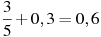 3/5 + 0,3 = 0,6